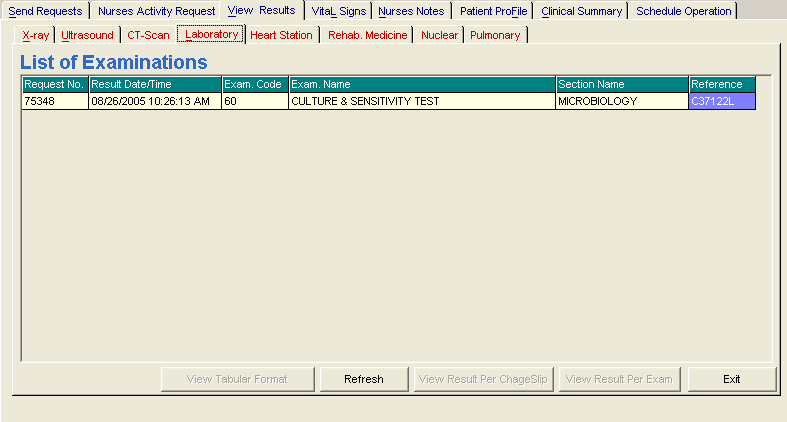 Send Requests Nurses Activity Request View Results VitaL Signs Nurses Notes Patient ProFile Clinical Summary Schedule Operation
X-ray Ultrasound CT-Scan Laboratory Heart Station Rehab. Medicine Nuclear Pulmonary
List of Examinations
Request No. Result Date/Time Exam. Code Exam. Name Section Name Reference
75348 08/26/2005 10:26:13 AM 60 CULTURE & SENSITIVITY TEST MICROBIOLOGY C37122L
View Tabular Format Refresh View Result Per ChageSlip View Result Per Exam Exit